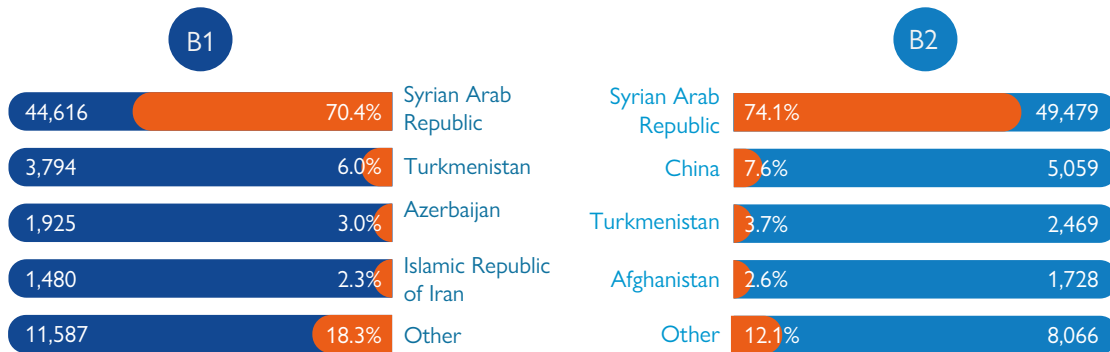 B1
44,616 70.4% Syrian Arab
Republic
3,794 6.0% Turkmenistan
1,925 3.0% Azerbaijan
1,480 2.3% Islamic Republic
of Iran
11,587 18.3% Other
B2
Syrian Arab
Republic 74.1% 49,479
China 7.6% 5,059
Turkmenistan 3.7% 2,469
Afghanistan 2.6% 1,728
Other 12.1% 8,066